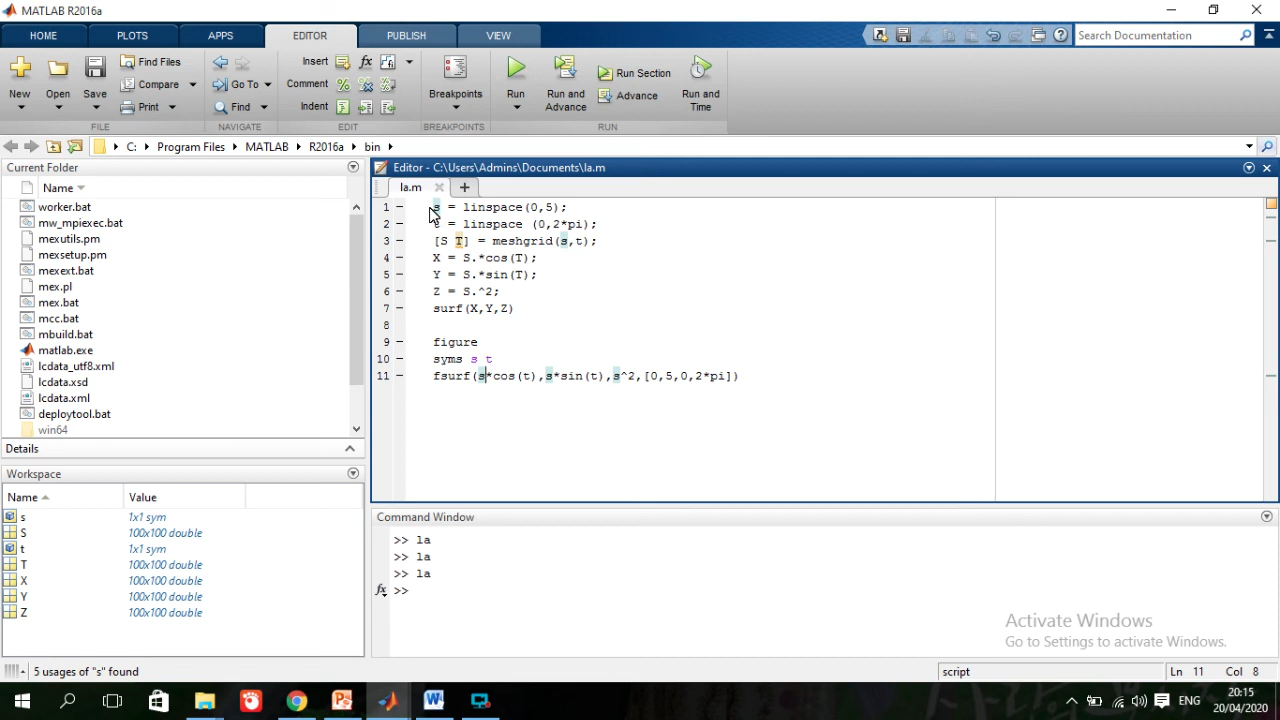 MATLAB R2016a
HOME PLOTS APPS EDITOR PUBLISH VIEW Search Documentation
New Open Save Find Files Compare Print
Go To Find
Insert Comment Indent
Breakpoints
Run Run and Advance Run Section Advance Run and Time
FILE NAVIGATE EDIT BREAKPOINTS RUN
C: Program Files MATLAB R2016a bin
Current Folder
Name
worker.bat
mw_mpiexec.bat
mexutils.pm
mexsetup.pm
mexext.bat
mex.pl
mex.bat
mcc.bat
mbuild.bat
matlab.exe
lcdata_utf8.xml
lcdata.xsd
lcdata.xml
deploytool.bat
win64
Details
Workspace
Name Value
s 1x1 sym
S 100x100 double
t 1x1 sym
T 100x100 double
X 100x100 double
Y 100x100 double
Z 100x100 double
Editor - C:\Users\Admins\Documents\la.m
la.m
1 s = linspace(0,5);
2 t = linspace (0,2*pi);
3 [S T] = meshgrid(s,t);
4 X = S.*cos(T);
5 Y = S.*sin(T);
6 Z = S.^2;
7 surf(X,Y,Z)
8
9 figure
10 syms s t
11 fsurf(s*cos(t),s*sin(t),s^2,[0,5,0,2*pi])
Command Window
>> la
>> la
>> la
fx >>
Activate Windows
Go to Settings to activate Windows.
5 usages of "s" found script Ln 11 Col 8
ENG 20:15
20/04/2020